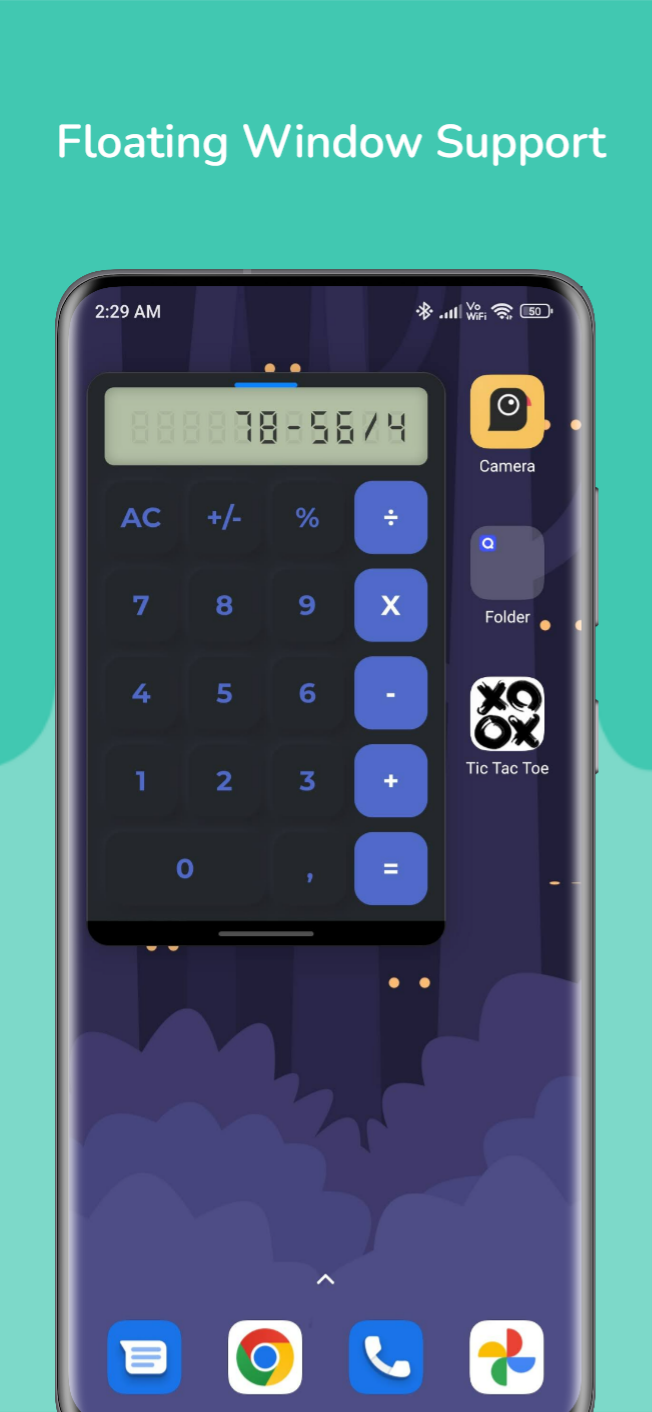 Floating Window Support
2:29 AM Vo WiFi 50
78-56/4
AC +/- % ÷
7 8 9 X
4 5 6 -
1 2 3 +
0 , =
Camera
Folder
XO
OX
Tic Tac Toe